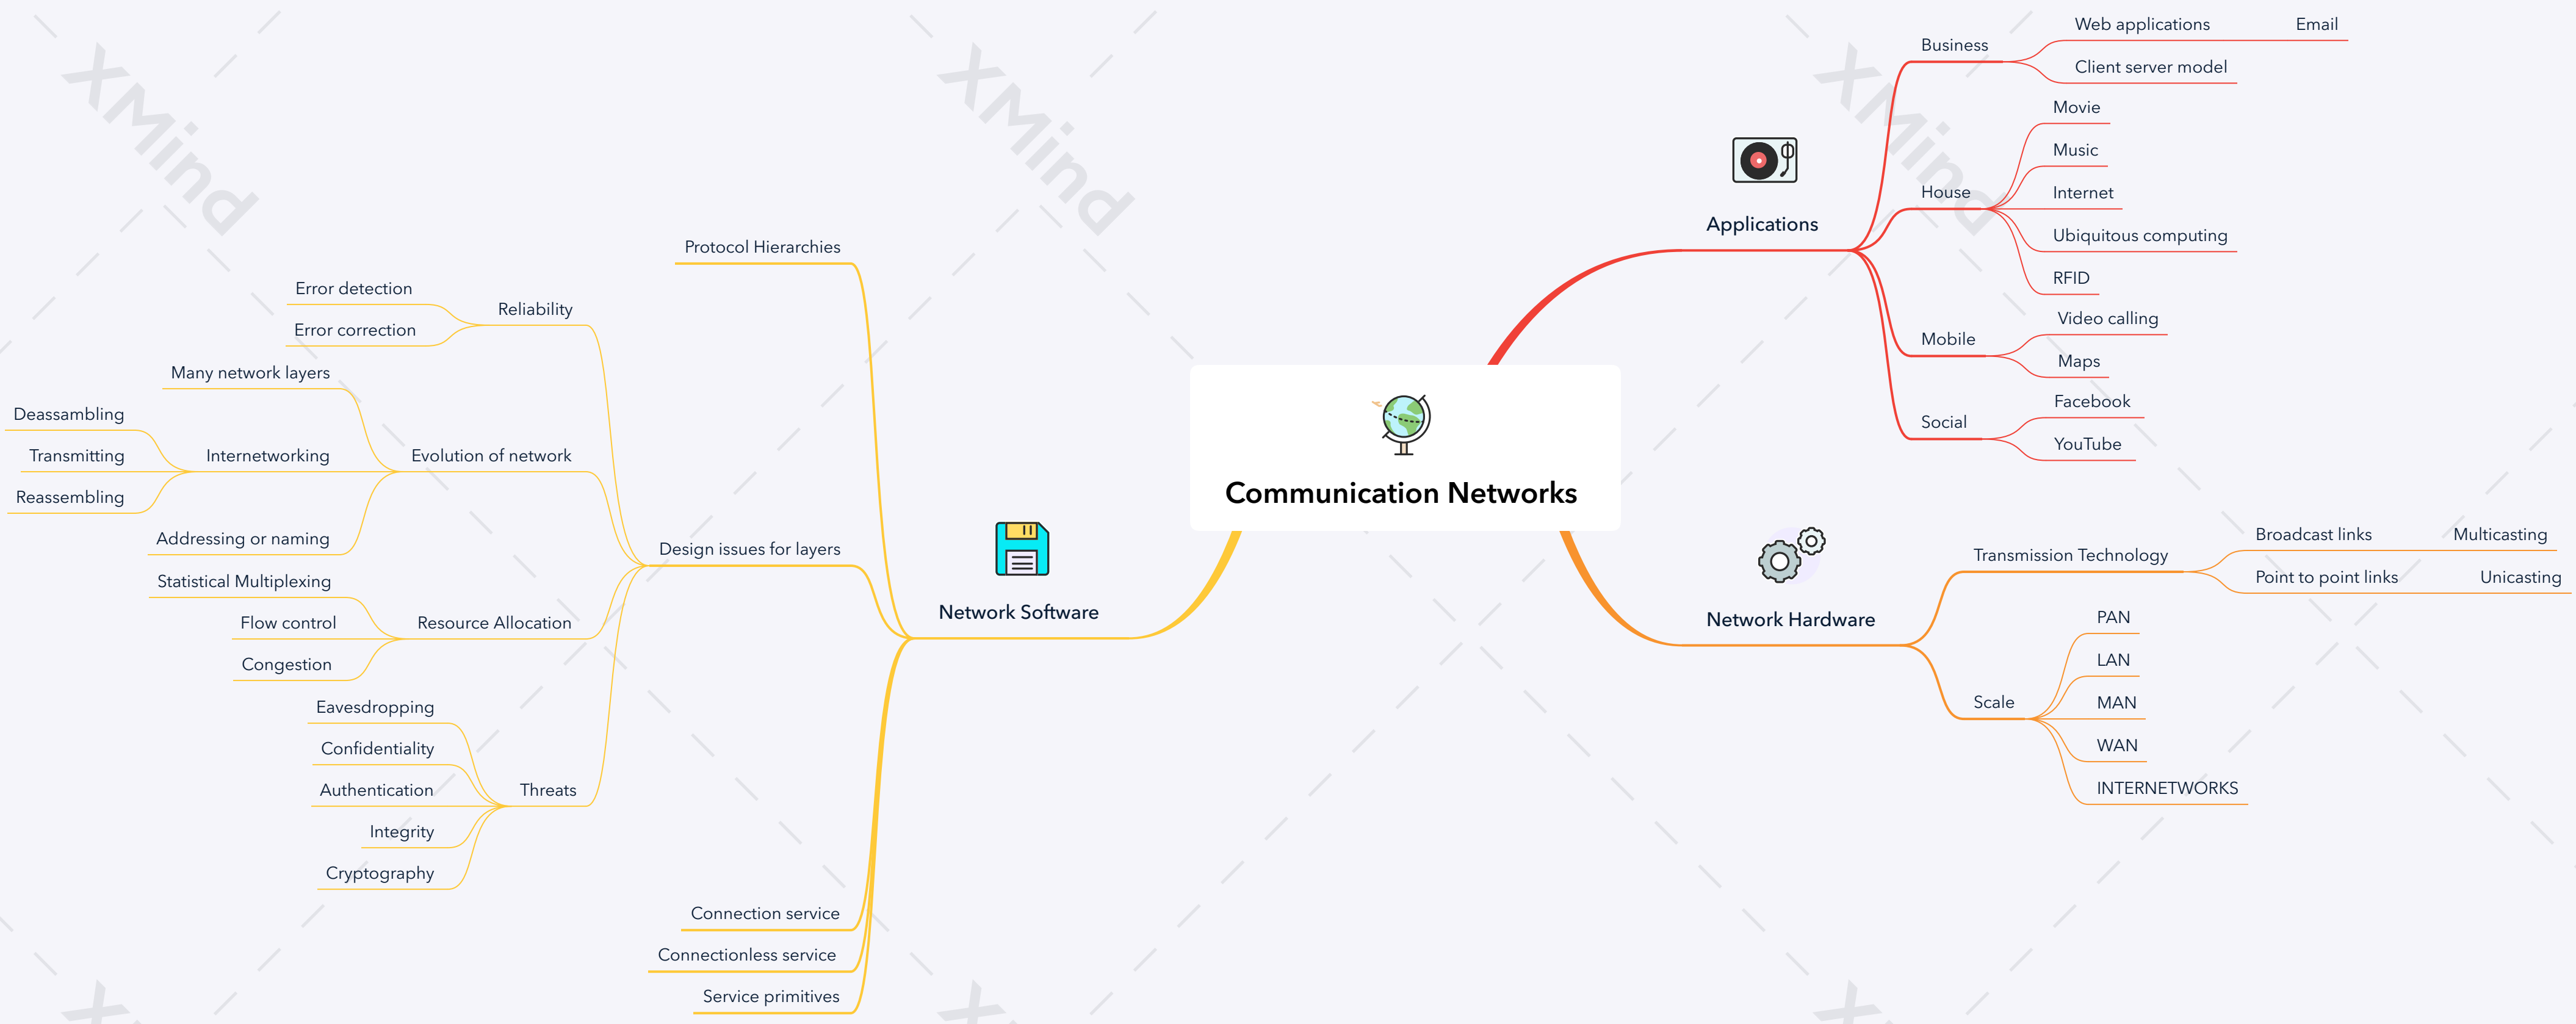 Communication Networks
Applications
Business
Web applications
Email
Client server model
House
Movie
Music
Internet
Ubiquitous computing
RFID
Mobile
Video calling
Maps
Social
Facebook
YouTube
Network Hardware
Transmission Technology
Broadcast links
Multicasting
Point to point links
Unicasting
Scale
PAN
LAN
MAN
WAN
INTERNETWORKS
Network Software
Protocol Hierarchies
Design issues for layers
Reliability
Error detection
Error correction
Evolution of network
Many network layers
Internetworking
Deassambling
Transmitting
Reassembling
Addressing or naming
Resource Allocation
Statistical Multiplexing
Flow control
Congestion
Threats
Eavesdropping
Confidentiality
Authentication
Integrity
Cryptography
Connection service
Connectionless service
Service primitives
XMind
XMind
XMind